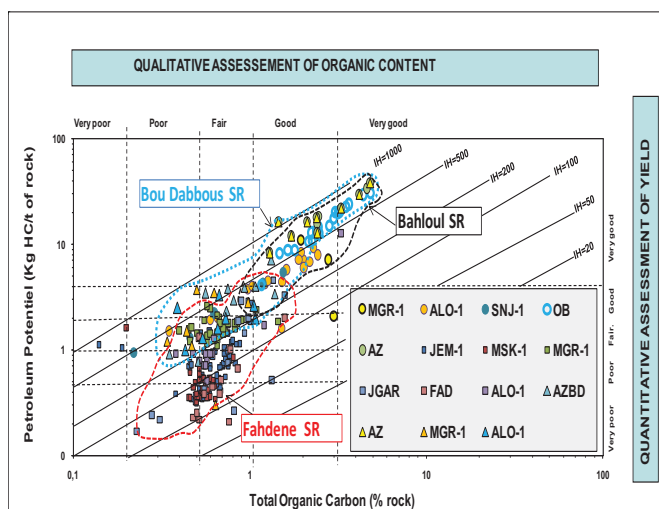 QUALITATIVE ASSESSEMENT OF ORGANIC CONTENT
Very poor Poor Fair Good Very good
100
10
1
0
0,1 1 10 100
Petroleum Potentiel (Kg HC/t of rock)
Total Organic Carbon (% rock)
IH=1000
IH=500
IH=200
IH=100
IH=50
IH=20
Bou Dabbous SR
Bahloul SR
Fahdene SR
MGR-1 ALO-1 SNJ-1 OB
AZ JEM-1 MSK-1 MGR-1
JGAR FAD ALO-1 AZBD
AZ MGR-1 ALO-1
Very good
Good
Fair.
Poor
Very poor
QUANTITATIVE ASSESSMENT OF YIELD